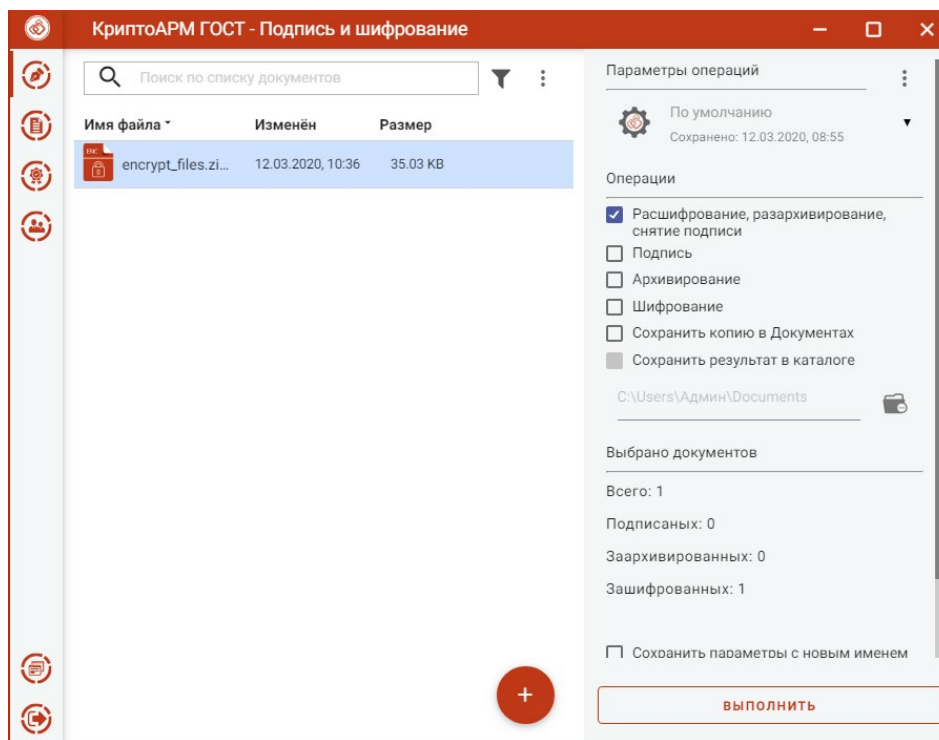 КриптоАРМ ГОСТ - Подпись и шифрование
Поиск по списку документов
Имя файла
Изменён
Размер
ENC
encrypt_files.zi...
12.03.2020, 10:36
35.03 KB
Параметры операций
По умолчанию
Сохранено: 12.03.2020, 08:55
Операции
Расшифрование, разархивирование,
снятие подписи
Подпись
Архивирование
Шифрование
Сохранить копию в Документах
Сохранить результат в каталоге
C:\Users\Админ\Documents
Выбрано документов
Всего: 1
Подписаных: 0
Заархивированных: 0
Зашифрованных: 1
Сохранить параметры с новым именем
+
ВЫПОЛНИТЬ